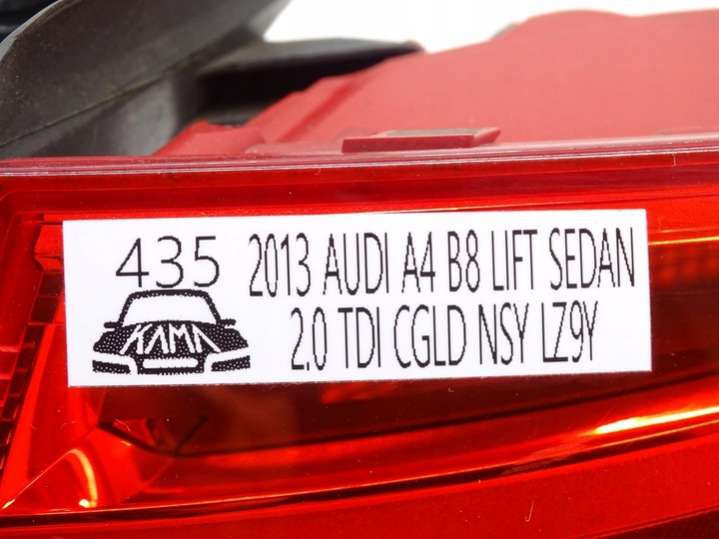 435 2013 AUDI A4 B8 LIFT SEDAN
KAMA 2.0 TDI CGLD NSY LZ9Y